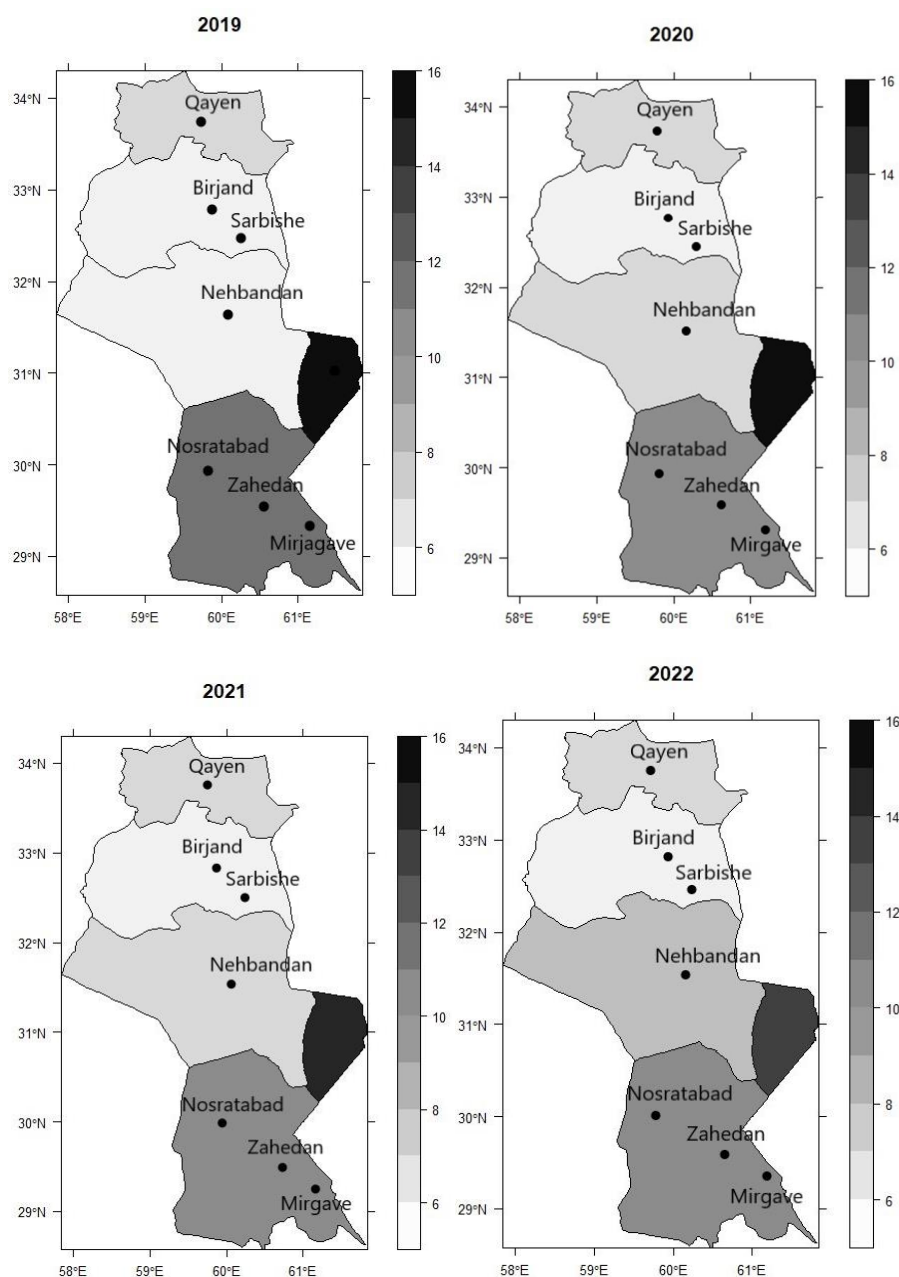 2019
34°N
33°N
32°N
31°N
30°N
29°N
58°E 59°E 60°E 61°E
Qayen
Birjand
Sarbishe
Nehbandan
Nosratabad
Zahedan
Mirjagave
16
14
12
10
8
6
2020
34°N
33°N
32°N
31°N
30°N
29°N
58°E 59°E 60°E 61°E
Qayen
Birjand
Sarbishe
Nehbandan
Nosratabad
Zahedan
Mirgave
16
14
12
10
8
6
2021
34°N
33°N
32°N
31°N
30°N
29°N
58°E 59°E 60°E 61°E
Qayen
Birjand
Sarbishe
Nehbandan
Nosratabad
Zahedan
Mirgave
16
14
12
10
8
6
2022
34°N
33°N
32°N
31°N
30°N
29°N
58°E 59°E 60°E 61°E
Qayen
Birjand
Sarbishe
Nehbandan
Nosratabad
Zahedan
Mirgave
16
14
12
10
8
6